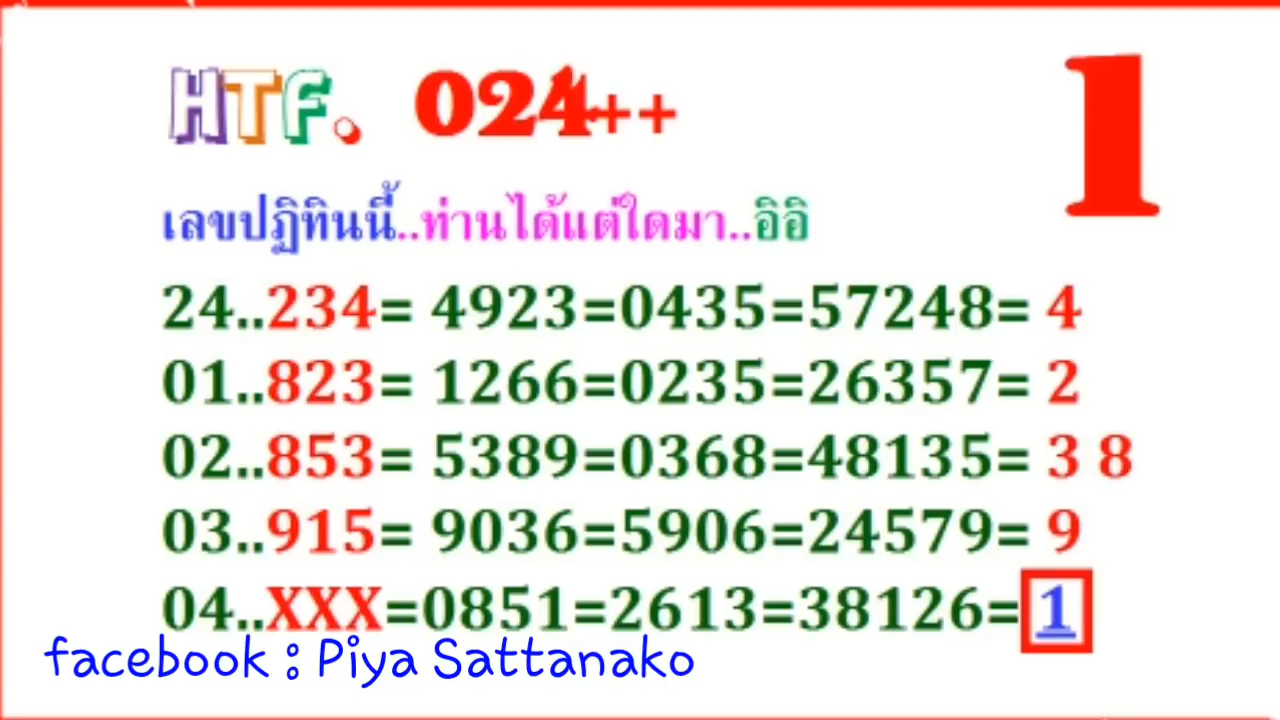 HTF. 024++
1
เลขปฏิทินนี้..ท่านได้แต่ใดมา..อิอิ
24..234= 4923=0435=57248= 4
01..823= 1266=0235=26357= 2
02..853= 5389=0368=48135= 3 8
03..915= 9036=5906=24579= 9
04..XXX=0851=2613=38126= 1
facebook : Piya Sattanako